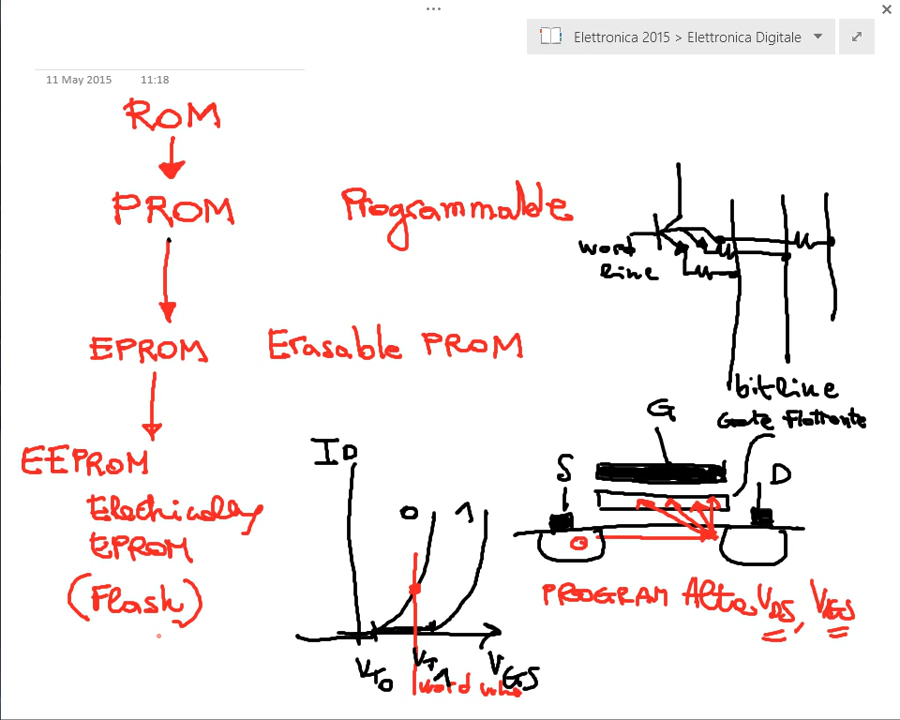 Elettronica 2015 > Elettronica Digitale
11 May 2015 11:18
ROM
PROM
Programmable
word
line
bitline
EPROM
Erasable PROM
EEPROM
Electrically
EPROM
(Flash)
ID
0 1
VT0
VT1
VGS
word
G
Gate Flottante
S
D
PROGRAM Alte VDS, VGS